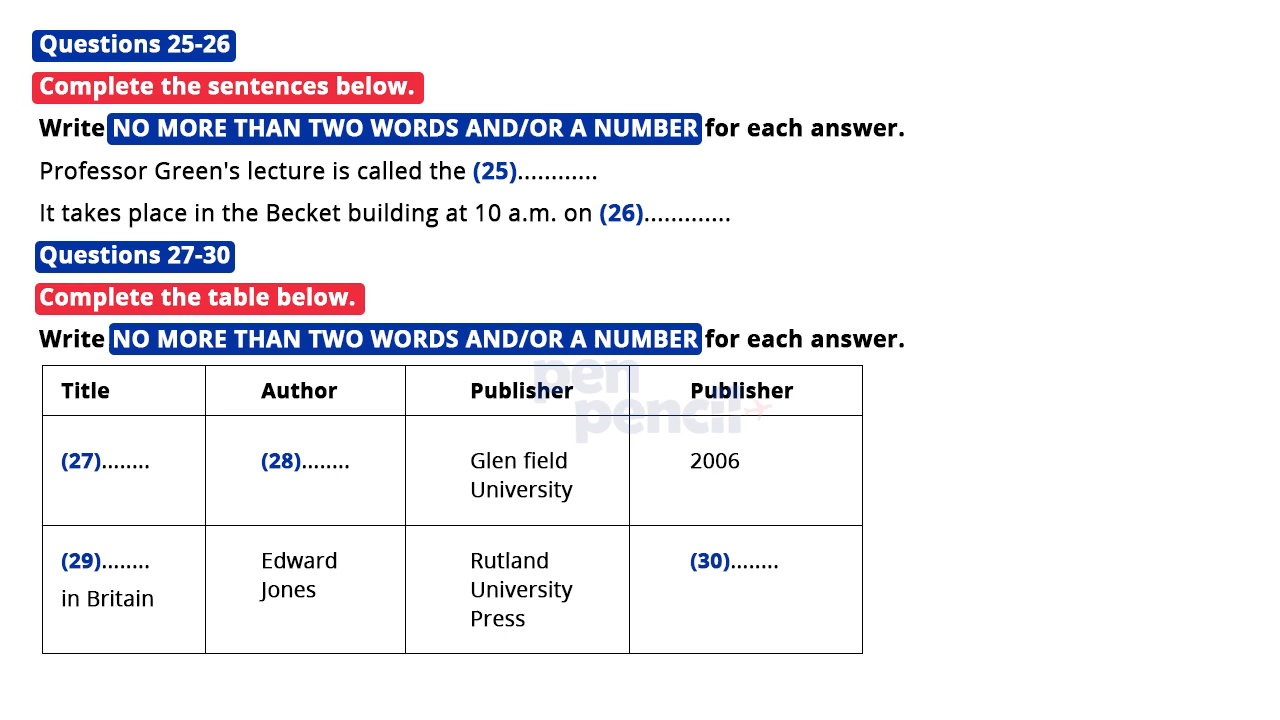 Questions 25-26
Complete the sentences below.
Write NO MORE THAN TWO WORDS AND/OR A NUMBER for each answer.
Professor Green's lecture is called the (25)............
It takes place in the Becket building at 10 a.m. on (26).............
Questions 27-30
Complete the table below.
Write NO MORE THAN TWO WORDS AND/OR A NUMBER for each answer.
pen
pencil
Title Author Publisher Publisher
(27)........ (28)........ Glen field 2006
University
(29)........ Edward Rutland (30)........
in Britain Jones University
Press